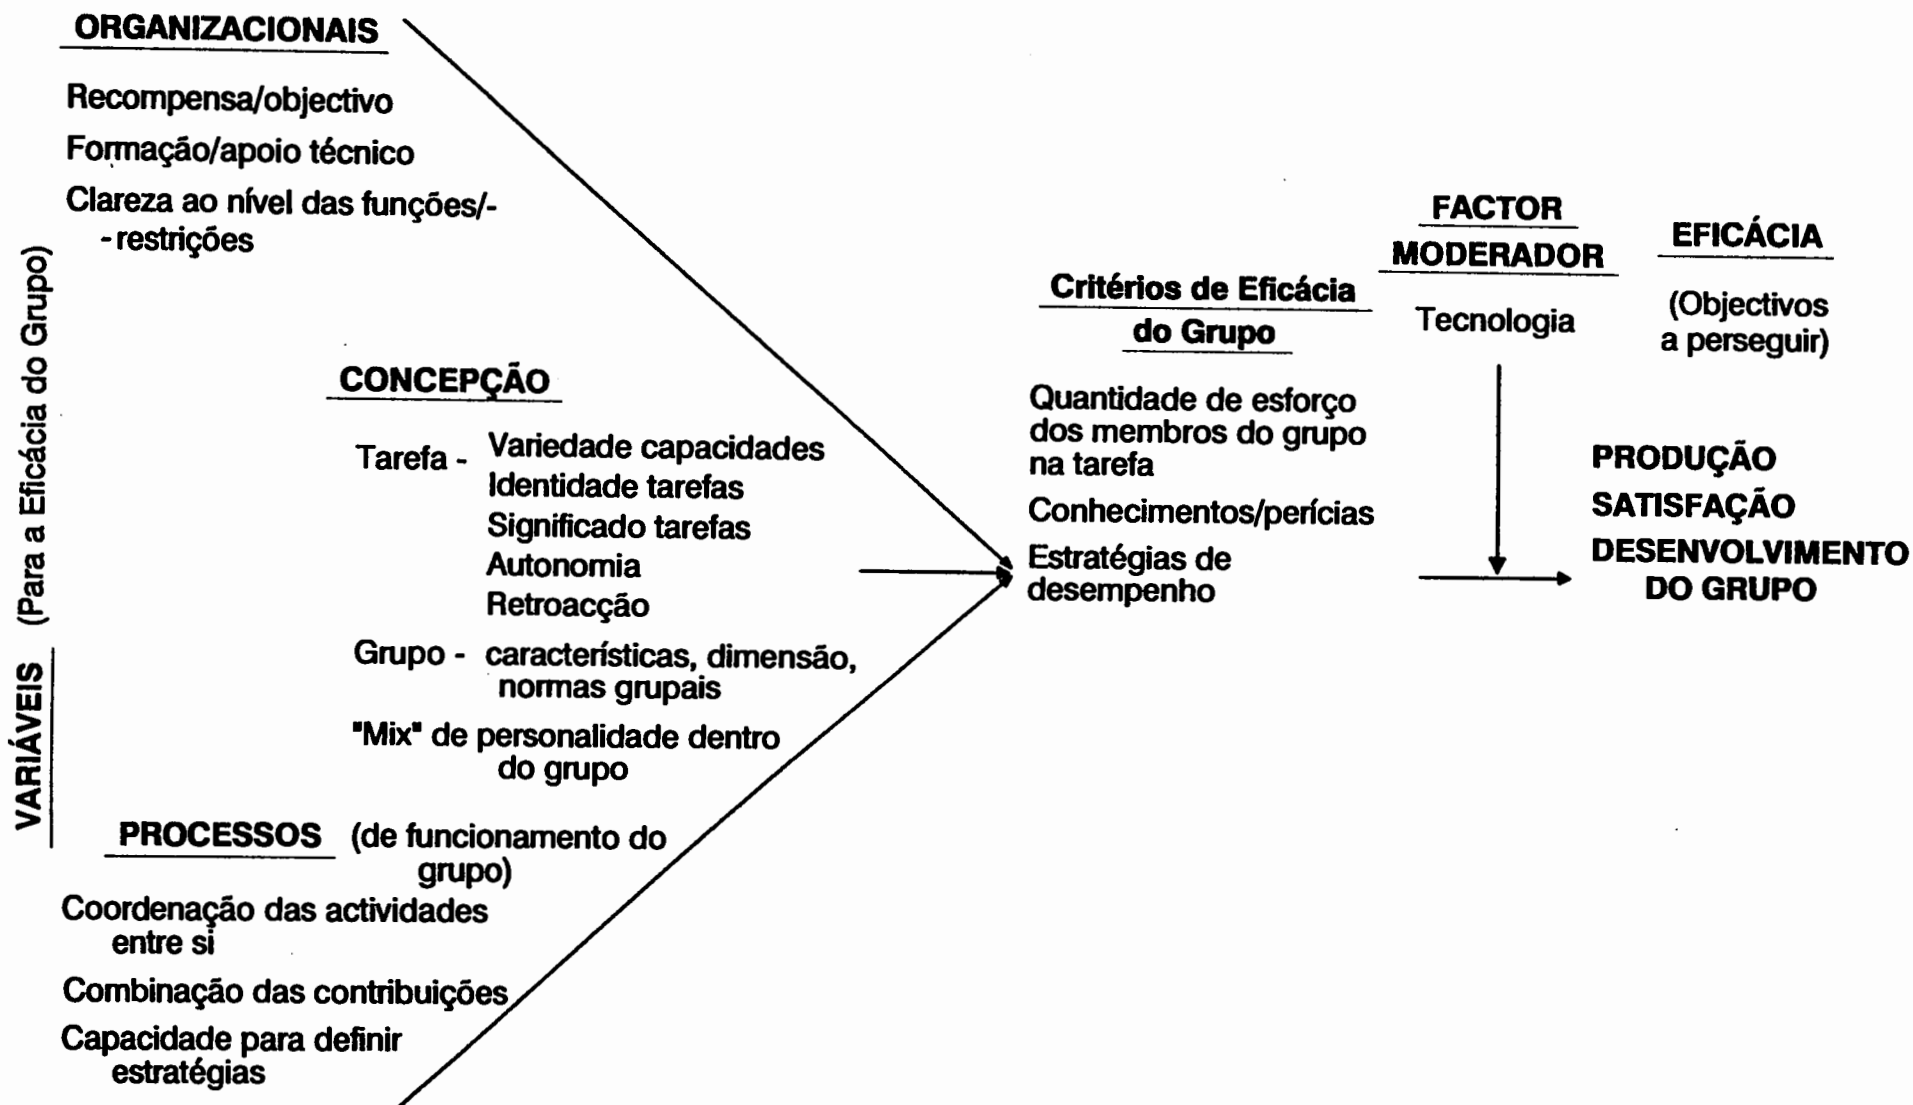 ORGANIZACIONAIS
Recompensa/objectivo
Formação/apoio técnico
Clareza ao nível das funções/-
-restrições
VARIÁVEIS (Para a Eficácia do Grupo)
CONCEPÇÃO
Tarefa - Variedade capacidades
Identidade tarefas
Significado tarefas
Autonomia
Retroacção
Grupo - características, dimensão,
normas grupais
"Mix" de personalidade dentro
do grupo
PROCESSOS (de funcionamento do
grupo)
Coordenação das actividades
entre si
Combinação das contribuições
Capacidade para definir
estratégias
Critérios de Eficácia
do Grupo
Quantidade de esforço
dos membros do grupo
na tarefa
Conhecimentos/perícias
Estratégias de
desempenho
FACTOR
MODERADOR
Tecnologia
EFICÁCIA
(Objectivos
a perseguir)
PRODUÇÃO
SATISFAÇÃO
DESENVOLVIMENTO
DO GRUPO